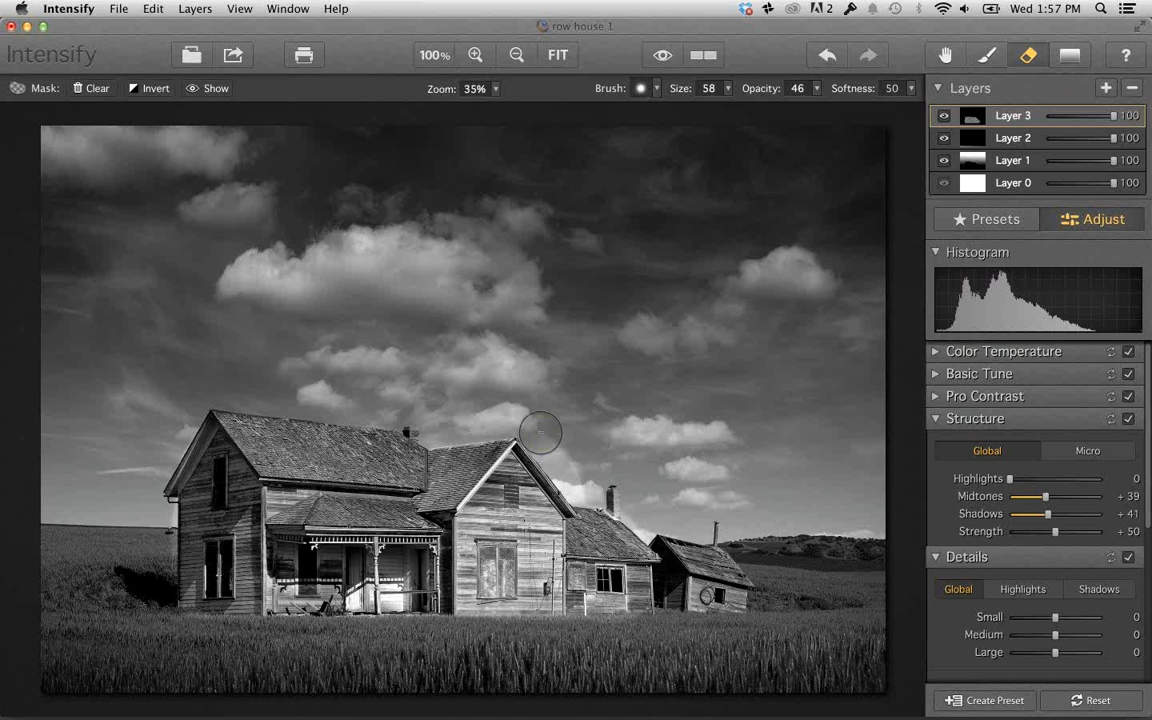 Intensify File Edit Layers View Window Help 2 Wed 1:57 PM
row house 1
Intensify 100% FIT ?
Mask: Clear Invert Show Zoom: 35% Brush: Size: 58 Opacity: 46 Softness: 50
Layers
Layer 3 100
Layer 2 100
Layer 1 100
Layer 0 100
Presets Adjust
Histogram
Color Temperature
Basic Tune
Pro Contrast
Structure
Global Micro
Highlights 0
Midtones + 39
Shadows + 41
Strength + 50
Details
Global Highlights Shadows
Small 0
Medium 0
Large 0
Create Preset Reset